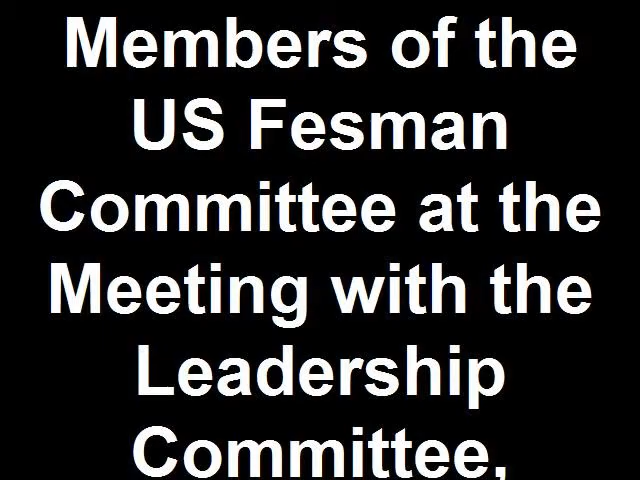 Members of the
US Fesman
Committee at the
Meeting with the
Leadership
Committee,